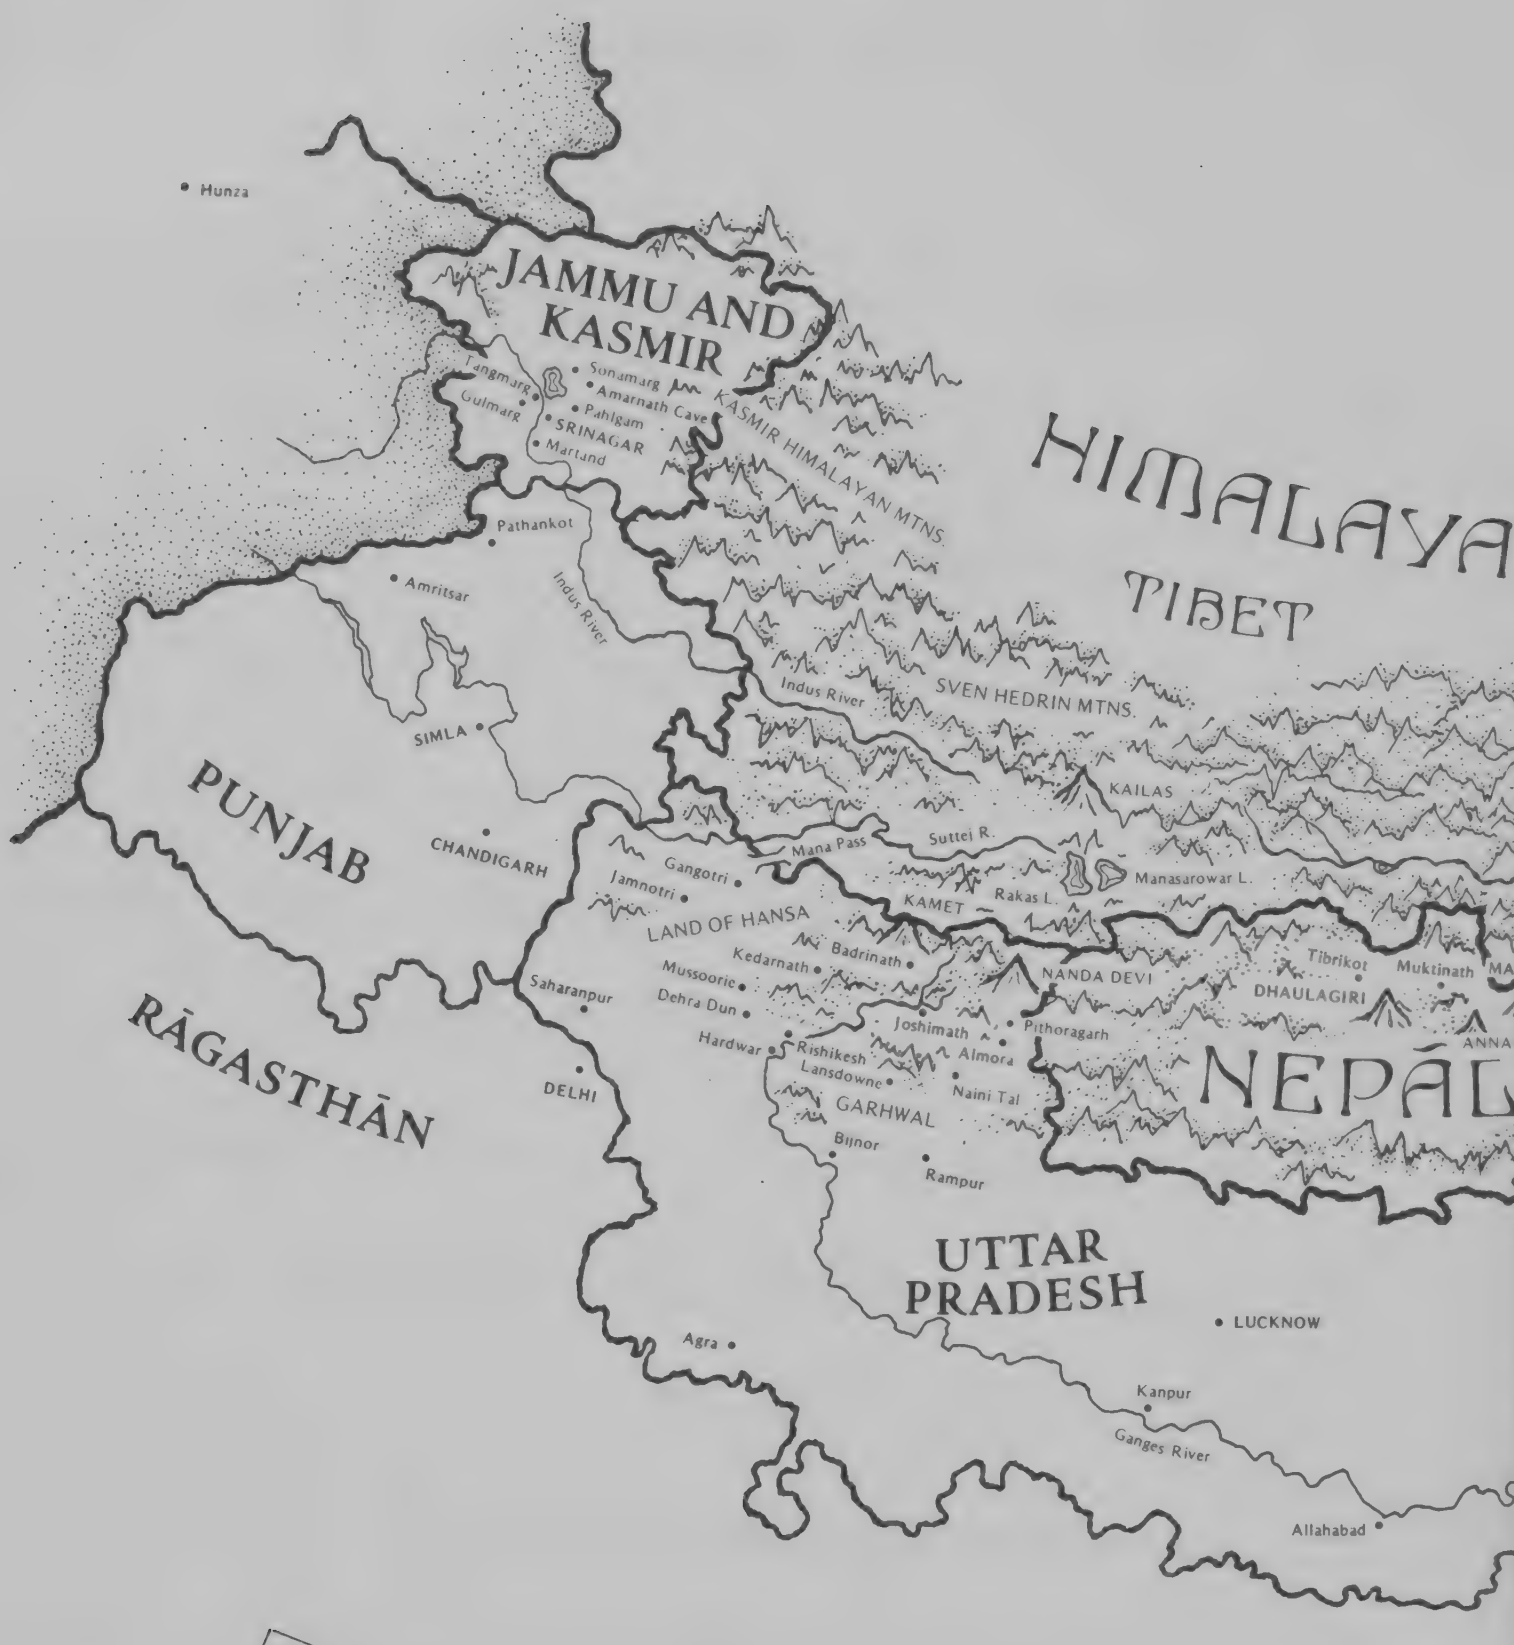 Hunza
JAMMU AND
KASMIR
Tangmarg
Gulmarg
Sonamarg
Amarnath Cave
Pahlgam
SRINAGAR
Martand
KASMIR HIMALAYAN MTNS.
HIMALAYA
TIBET
Pathankot
Amritsar
Indus River
Indus River
SVEN HEDRIN MTNS.
SIMLA
KAILAS
PUNJAB
CHANDIGARH
Mana Pass
Suttej R.
Gangotri
Jamnotri
Rakas L.
Manasarowar L.
KAMET
LAND OF HANSA
Badrinath
Kedarnath
Mussoorie
Dehra Dun
NANDA DEVI
Tibrikot
Muktinath
MA
DHAULAGIRI
Saharanpur
RĀGASTHĀN
Joshimath
Pithoragarh
Hardwar
Rishikesh
Almora
ANNA
Lansdowne
Naini Tal
NEPĀL
DELHI
GARHWAL
Bijnor
Rampur
UTTAR
PRADESH
LUCKNOW
Agra
Kanpur
Ganges River
Allahabad